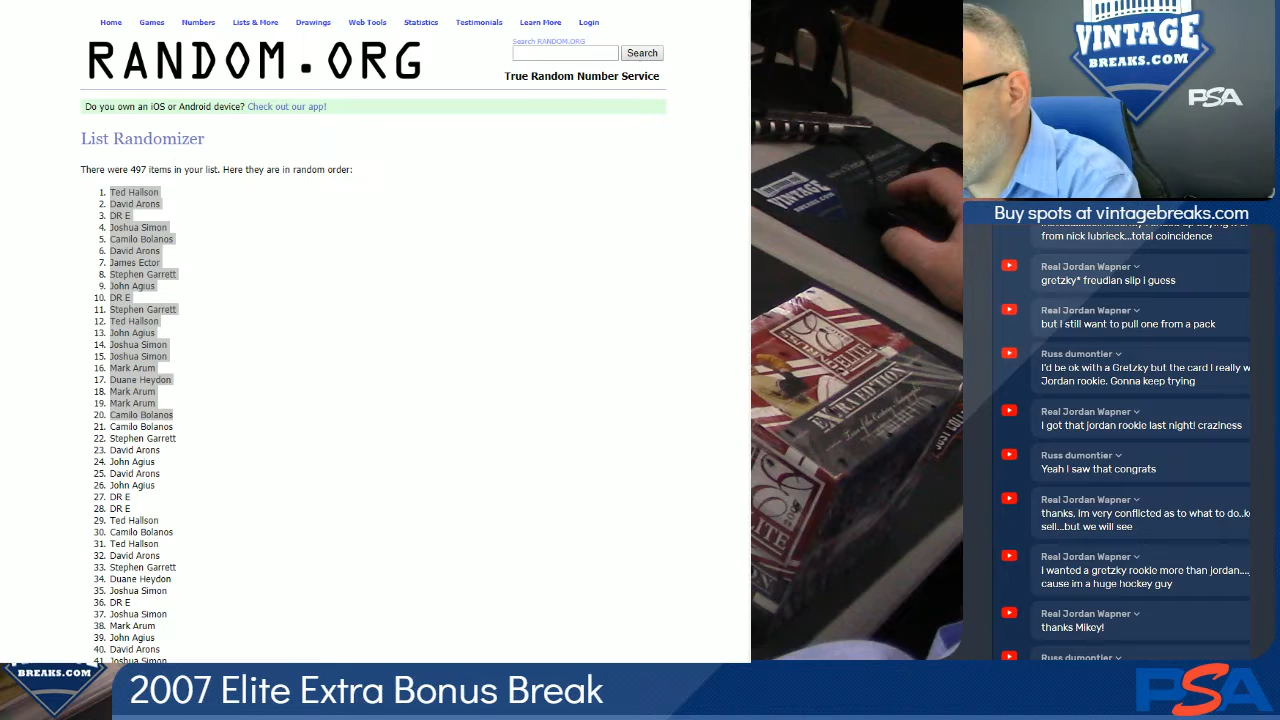 Home Games Numbers Lists & More Drawings Web Tools Statistics Testimonials Learn More Login
RANDOM.ORG
Search RANDOM.ORG
Search
True Random Number Service
Do you own an iOS or Android device? Check out our app!
List Randomizer
There were 497 items in your list. Here they are in random order:
1. Ted Hallson
2. David Arons
3. DR E
4. Joshua Simon
5. Camilo Bolanos
6. David Arons
7. James Ector
8. Stephen Garrett
9. John Agius
10. DR E
11. Stephen Garrett
12. Ted Hallson
13. John Agius
14. Joshua Simon
15. Joshua Simon
16. Mark Arum
17. Duane Heydon
18. Mark Arum
19. Mark Arum
20. Camilo Bolanos
21. Camilo Bolanos
22. Stephen Garrett
23. David Arons
24. John Agius
25. David Arons
26. John Agius
27. DR E
28. DR E
29. Ted Hallson
30. Camilo Bolanos
31. Ted Hallson
32. David Arons
33. Stephen Garrett
34. Duane Heydon
35. Joshua Simon
36. DR E
37. Joshua Simon
38. Mark Arum
39. John Agius
40. David Arons
41. Joshua Simon
VINTAGE
BREAKS.COM
ELITE
EXTRA EDITION
VINTAGE
BREAKS.COM
PSA
Buy spots at vintagebreaks.com
from nick lubrieck...total coincidence
Real Jordan Wapner
gretzky* freudian slip i guess
Real Jordan Wapner
but I still want to pull one from a pack
Russ dumontier
I'd be ok with a Gretzky but the card I really w
Jordan rookie. Gonna keep trying
Real Jordan Wapner
I got that jordan rookie last night! craziness
Russ dumontier
Yeah I saw that congrats
Real Jordan Wapner
thanks, im very conflicted as to what to do..k
sell...but we will see
Real Jordan Wapner
I wanted a gretzky rookie more than jordan....
cause im a huge hockey guy
Real Jordan Wapner
thanks Mikey!
Russ dumontier
BREAKS.COM
2007 Elite Extra Bonus Break
PSA